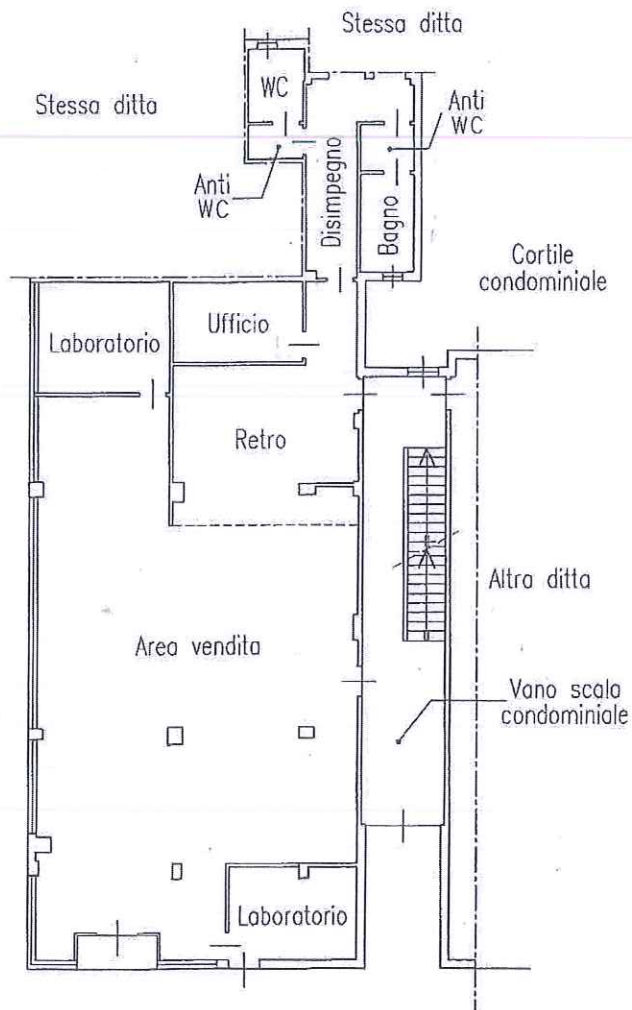 Stessa ditta
WC
Stessa ditta
Anti
WC
Anti
WC
Disimpegno
Bagno
Cortile
condominiale
Ufficio
Laboratorio
Retro
Altra ditta
Area vendita
Vano scala
condominiale
Laboratorio